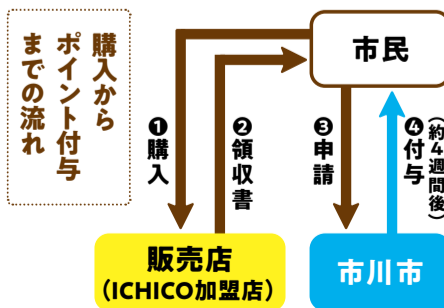 購入から
ポイント付与
までの流れ
市民
❶購入
❷領収書
❸申請
❹付与
(約4週間後)
販売店
(ICHICO加盟店)
市川市